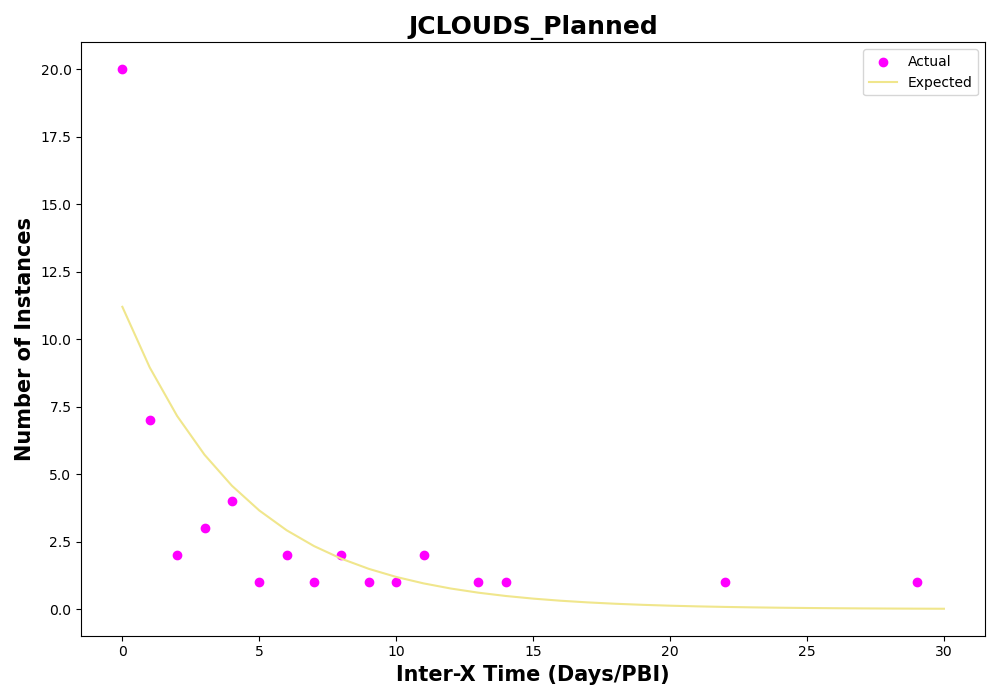 JCLOUDS_Planned
Actual
Expected
20.0
17.5
15.0
12.5
10.0
7.5
5.0
2.5
0.0
Number of Instances
0 5 10 15 20 25 30
Inter-X Time (Days/PBI)